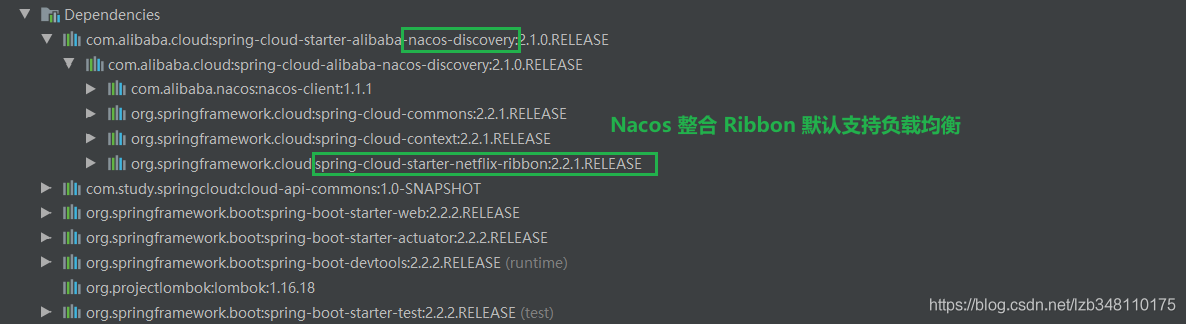 Dependencies
com.alibaba.cloud:spring-cloud-starter-alibaba-nacos-discovery:2.1.0.RELEASE
com.alibaba.cloud:spring-cloud-alibaba-nacos-discovery:2.1.0.RELEASE
com.alibaba.nacos:nacos-client:1.1.1
org.springframework.cloud:spring-cloud-commons:2.2.1.RELEASE
Nacos 整合 Ribbon 默认支持负载均衡
org.springframework.cloud:spring-cloud-context:2.2.1.RELEASE
org.springframework.cloud:spring-cloud-starter-netflix-ribbon:2.2.1.RELEASE
com.study.springcloud:cloud-api-commons:1.0-SNAPSHOT
org.springframework.boot:spring-boot-starter-web:2.2.2.RELEASE
org.springframework.boot:spring-boot-starter-actuator:2.2.2.RELEASE
org.springframework.boot:spring-boot-devtools:2.2.2.RELEASE (runtime)
org.projectlombok:lombok:1.16.18
org.springframework.boot:spring-boot-starter-test:2.2.2.RELEASE (test)
https://blog.csdn.net/lzb348110175